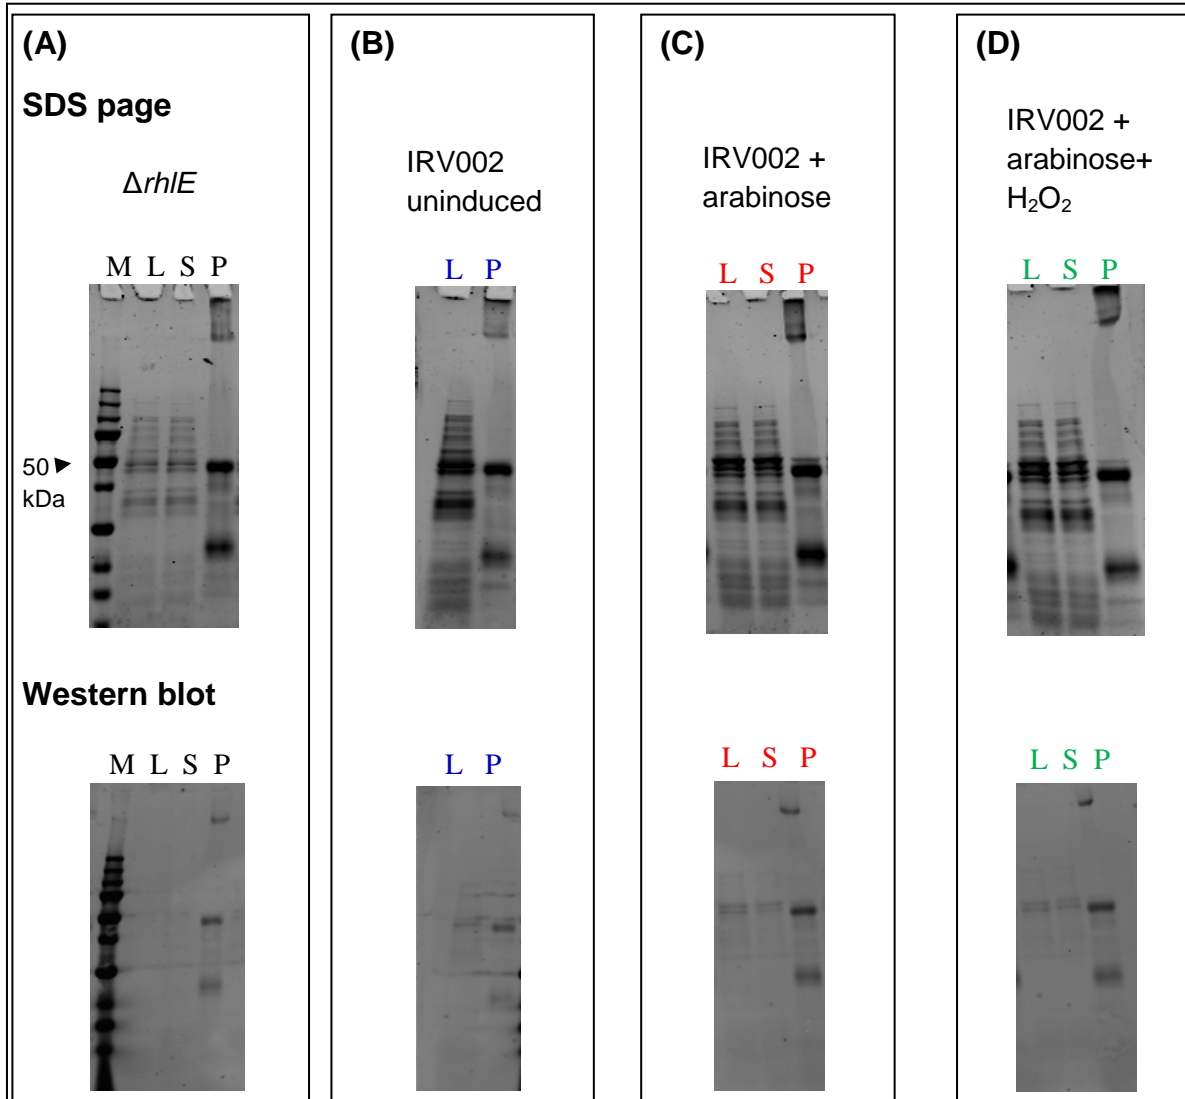 (A)
SDS page
ΔrhlE
M L S P
50
kDa
Western blot
M L S P
(B)
IRV002
uninduced
L P
L P
(C)
IRV002 +
arabinose
L S P
L S P
(D)
IRV002 +
arabinose+
H₂O₂
L S P
L S P